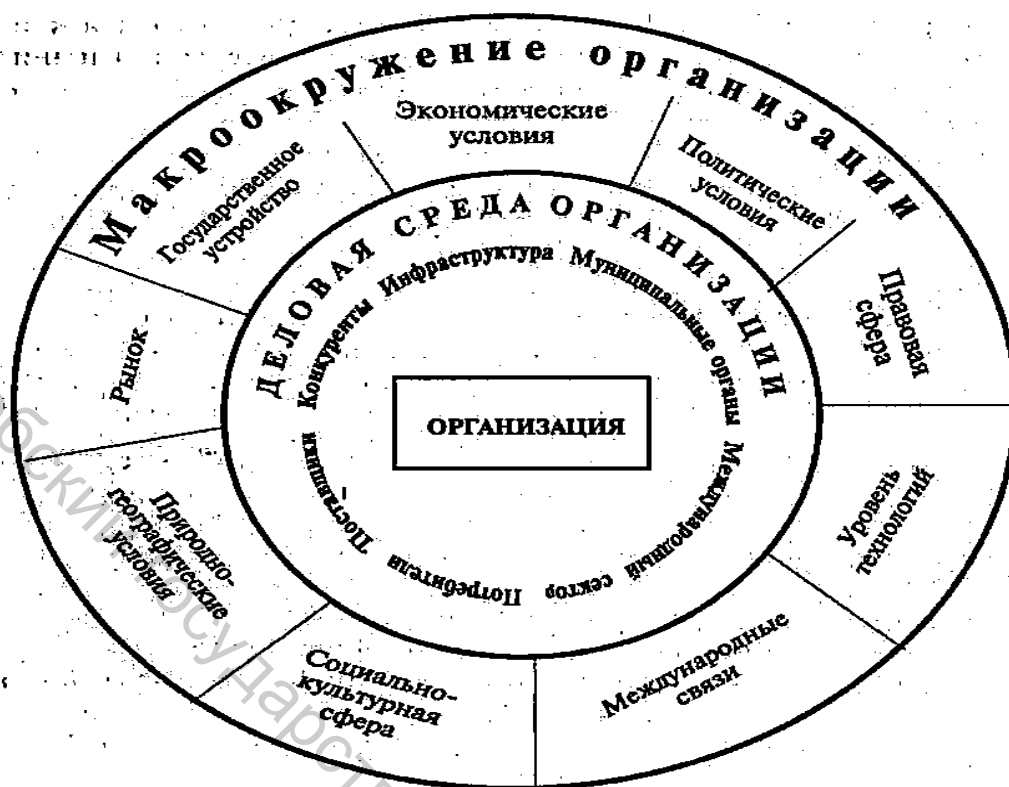 Макроокружение организации
Экономические
условия
Политические
условия
Правовая
сфера
Уровень
технологий
Международные
связи
Социально-
культурная
сфера
Природно-
географические
условия
Рынок
Государственное
устройство
ДЕЛОВАЯ СРЕДА ОРГАНИЗАЦИИ
Поставщики Конкуренты Инфраструктура Муниципальные органы Международный сектор Потребители
ОРГАНИЗАЦИЯ